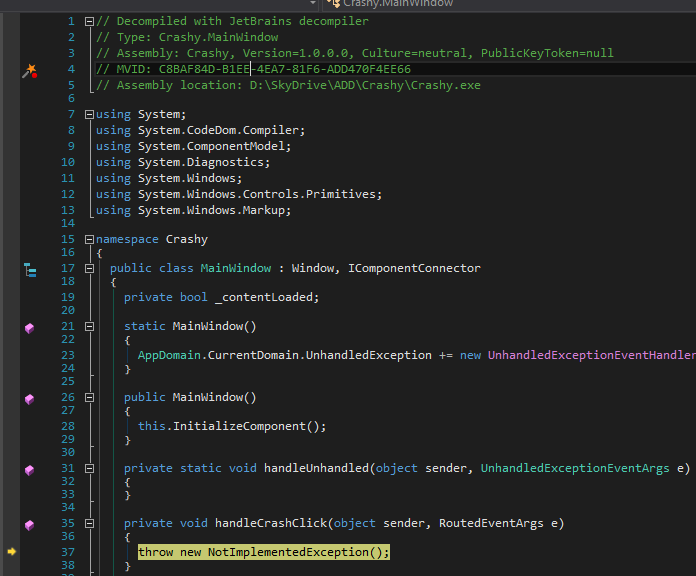 Crashy.MainWindow
1 // Decompiled with JetBrains decompiler
2 // Type: Crashy.MainWindow
3 // Assembly: Crashy, Version=1.0.0.0, Culture=neutral, PublicKeyToken=null
4 // MVID: C8BAF84D-B1EE-4EA7-81F6-ADD470F4EE66
5 // Assembly location: D:\SkyDrive\ADD\Crashy\Crashy.exe
6
7 using System;
8 using System.CodeDom.Compiler;
9 using System.ComponentModel;
10 using System.Diagnostics;
11 using System.Windows;
12 using System.Windows.Controls.Primitives;
13 using System.Windows.Markup;
14
15 namespace Crashy
16 {
17 public class MainWindow : Window, IComponentConnector
18 {
19 private bool _contentLoaded;
20
21 static MainWindow()
22 {
23 AppDomain.CurrentDomain.UnhandledException += new UnhandledExceptionEventHandler
24 }
25
26 public MainWindow()
27 {
28 this.InitializeComponent();
29 }
30
31 private static void handleUnhandled(object sender, UnhandledExceptionEventArgs e)
32 {
33 }
34
35 private void handleCrashClick(object sender, RoutedEventArgs e)
36 {
37 throw new NotImplementedException();
38 }